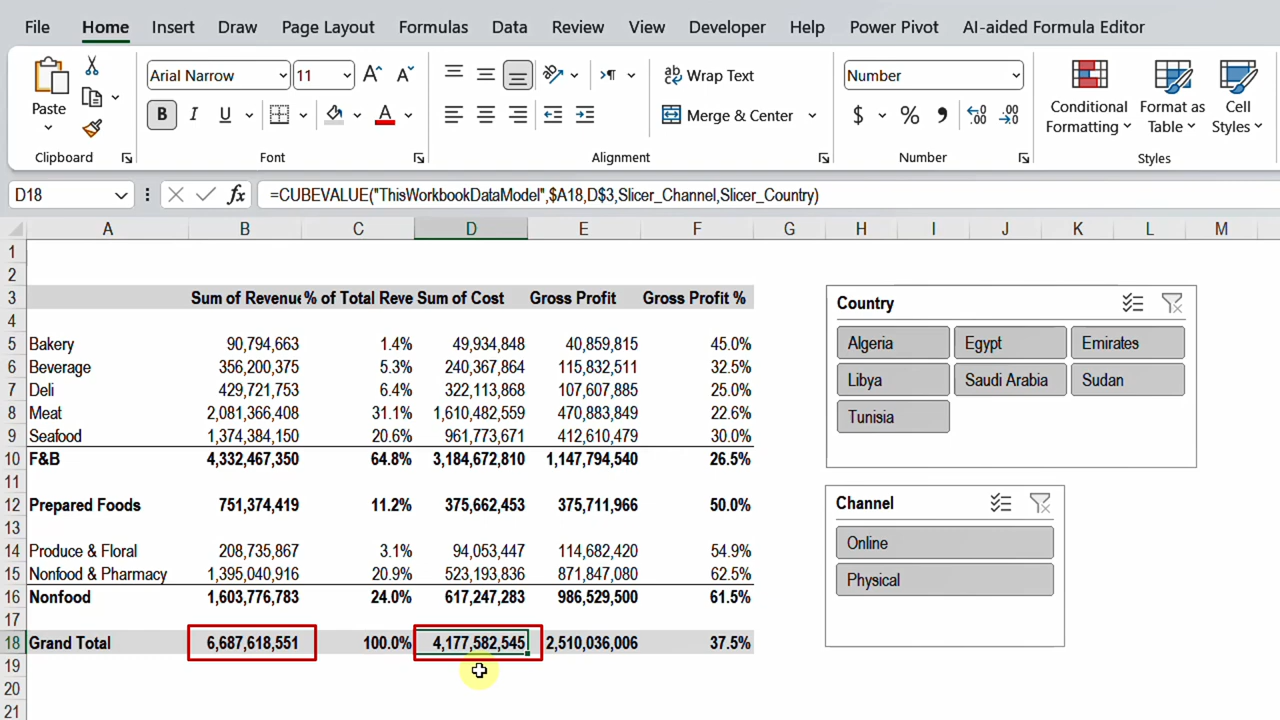 File Home Insert Draw Page Layout Formulas Data Review View Developer Help Power Pivot AI-aided Formula Editor
Paste
Arial Narrow 11
Wrap Text
Number
B I U A
Merge & Center
$ %
Conditional Formatting
Format as Table
Cell Styles
Clipboard Font Alignment Number Styles
D18 fx =CUBEVALUE("ThisWorkbookDataModel",$A18,D$3,Slicer_Channel,Slicer_Country)
A B C D E F G H I J K L M
1
2
3 Sum of Revenue % of Total Reve Sum of Cost Gross Profit Gross Profit %
4
5 Bakery 90,794,663 1.4% 49,934,848 40,859,815 45.0%
6 Beverage 356,200,375 5.3% 240,367,864 115,832,511 32.5%
7 Deli 429,721,753 6.4% 322,113,868 107,607,885 25.0%
8 Meat 2,081,366,408 31.1% 1,610,482,559 470,883,849 22.6%
9 Seafood 1,374,384,150 20.6% 961,773,671 412,610,479 30.0%
10 F&B 4,332,467,350 64.8% 3,184,672,810 1,147,794,540 26.5%
11
12 Prepared Foods 751,374,419 11.2% 375,662,453 375,711,966 50.0%
13
14 Produce & Floral 208,735,867 3.1% 94,053,447 114,682,420 54.9%
15 Nonfood & Pharmacy 1,395,040,916 20.9% 523,193,836 871,847,080 62.5%
16 Nonfood 1,603,776,783 24.0% 617,247,283 986,529,500 61.5%
17
18 Grand Total 6,687,618,551 100.0% 4,177,582,545 2,510,036,006 37.5%
19
20
21
Country
Algeria Egypt Emirates
Libya Saudi Arabia Sudan
Tunisia
Channel
Online
Physical